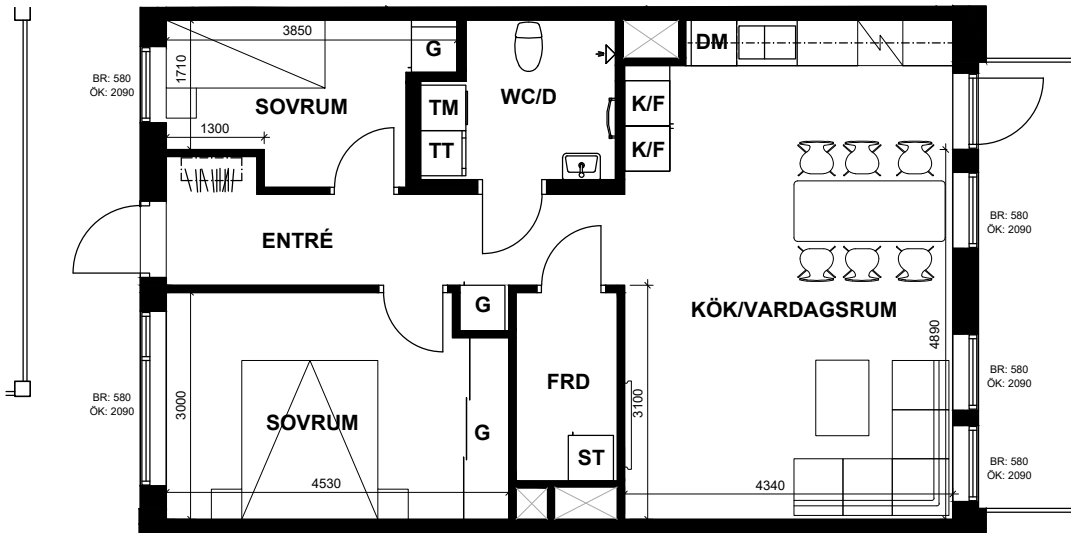 3850
G
DM
1710
BR: 580
ÖK: 2090
SOVRUM
TM
WC/D
K/F
1300
TT
K/F
BR: 580
ÖK: 2090
ENTRÉ
G
KÖK/VARDAGSRUM
4890
BR: 580
ÖK: 2090
BR: 580
ÖK: 2090
3000
FRD
3100
SOVRUM
G
ST
BR: 580
ÖK: 2090
4530
4340